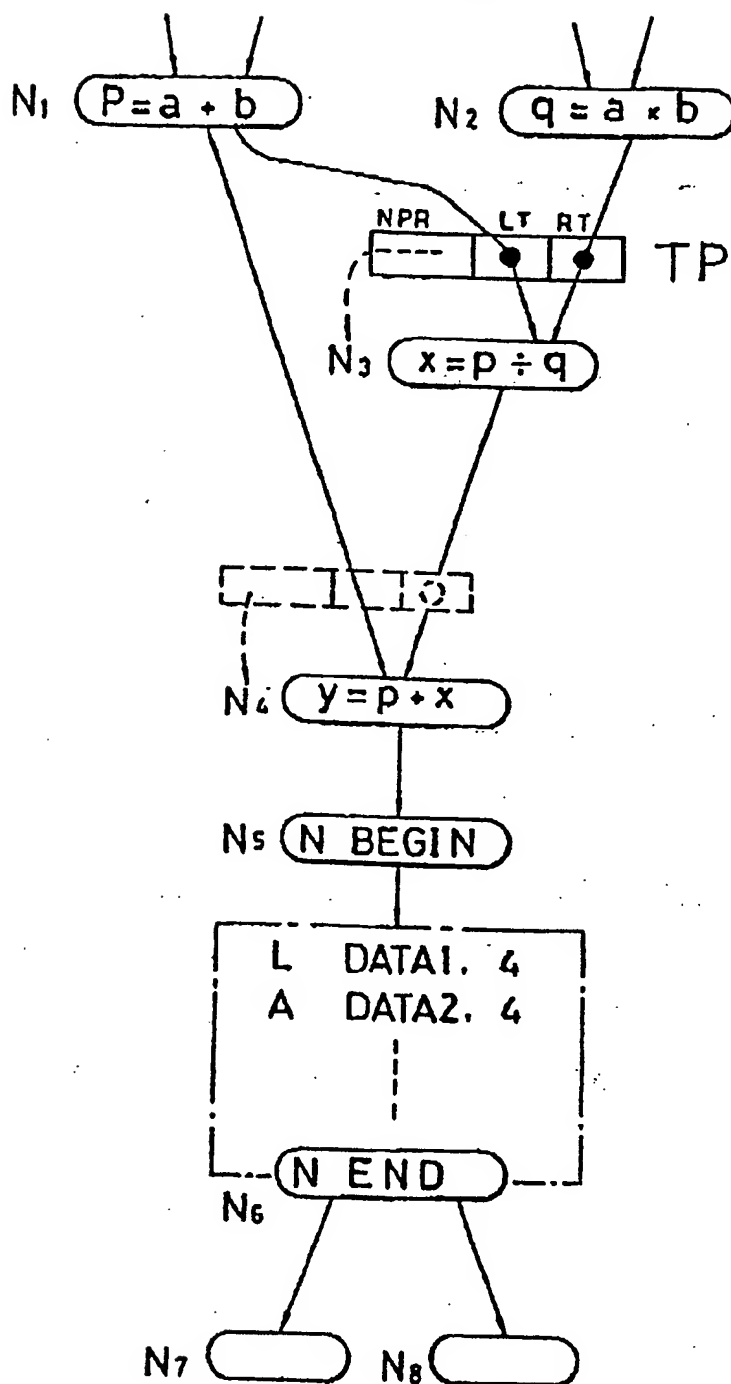 N1 P=a+b
N2 q=a×b
NPR LT RT
TP
N3 x=p÷q
N4 y=p+x
N5 N BEGIN
L DATA1. 4
A DATA2. 4
N END
N6
N7 N8